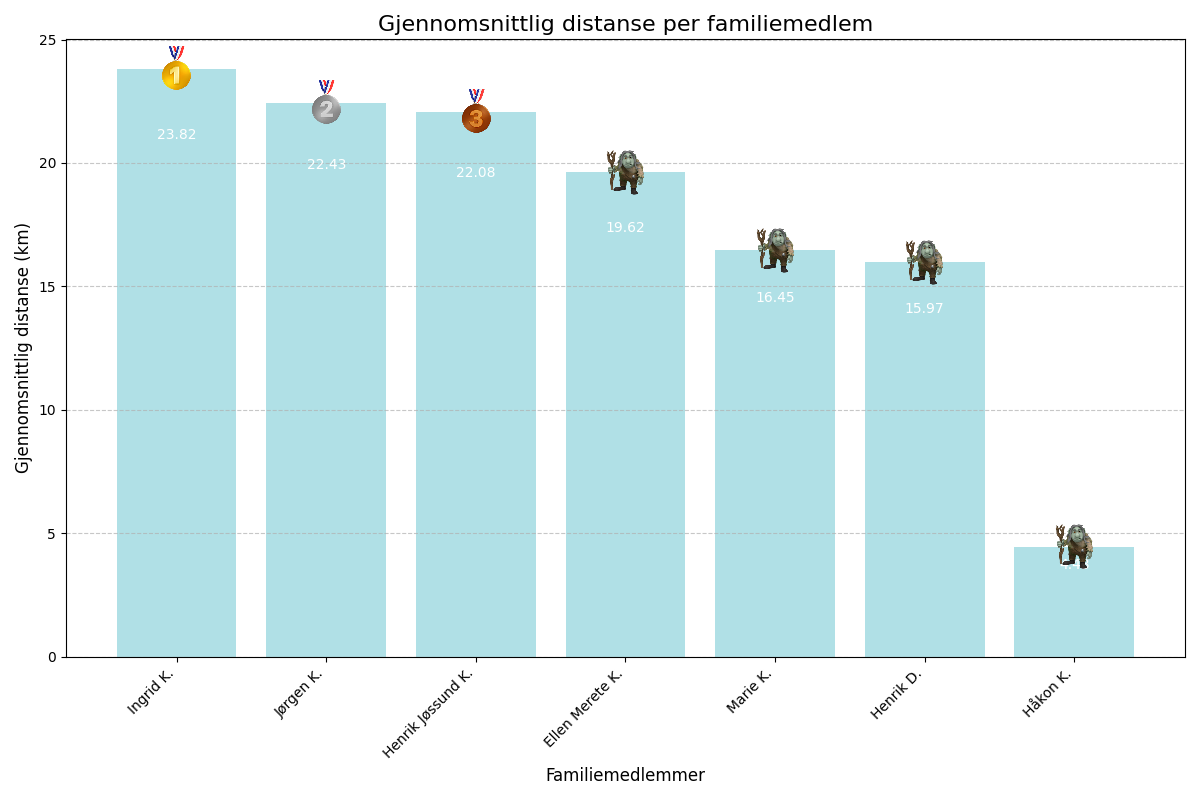 Gjennomsnittlig distanse per familiemedlem
25
20
15
10
5
0
Gjennomsnittlig distanse (km)
1
2
3
23.82
22.43
22.08
19.62
16.45
15.97
Ingrid K.
Jørgen K.
Henrik Jøssund K.
Ellen Merete K.
Marie K.
Henrik D.
Håkon K.
Familiemedlemmer